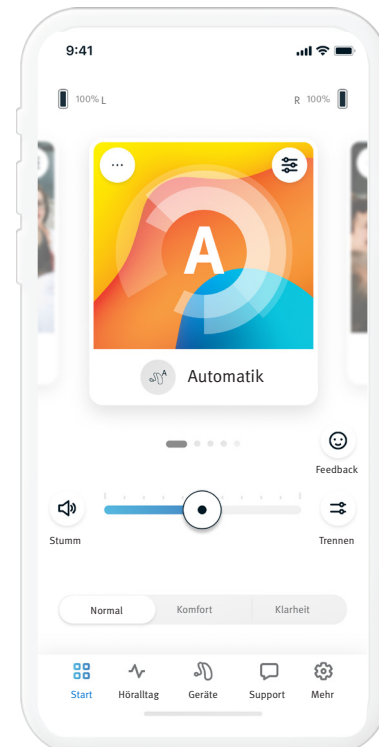 9:41
100% L
R 100%
A
A
Automatik
Feedback
Stumm
Trennen
Normal Komfort Klarheit
Start Höralltag Geräte Support Mehr